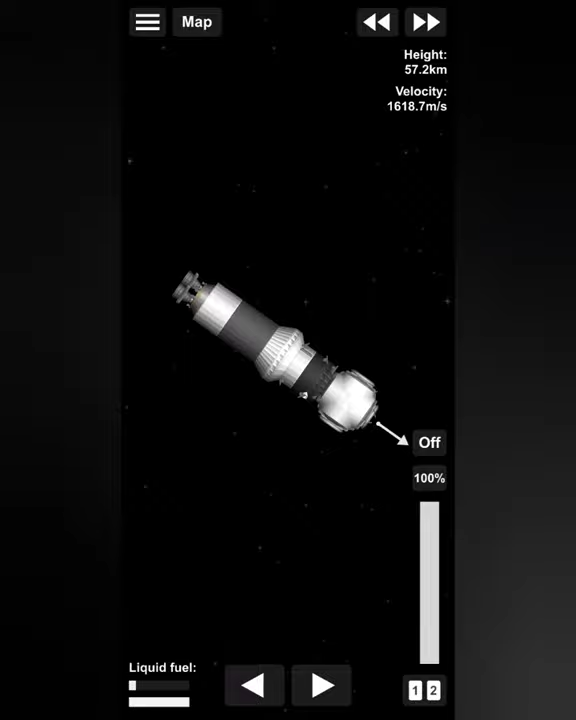 Map
Height:
57.2km
Velocity:
1618.7m/s
Off
100%
Liquid fuel:
1 2